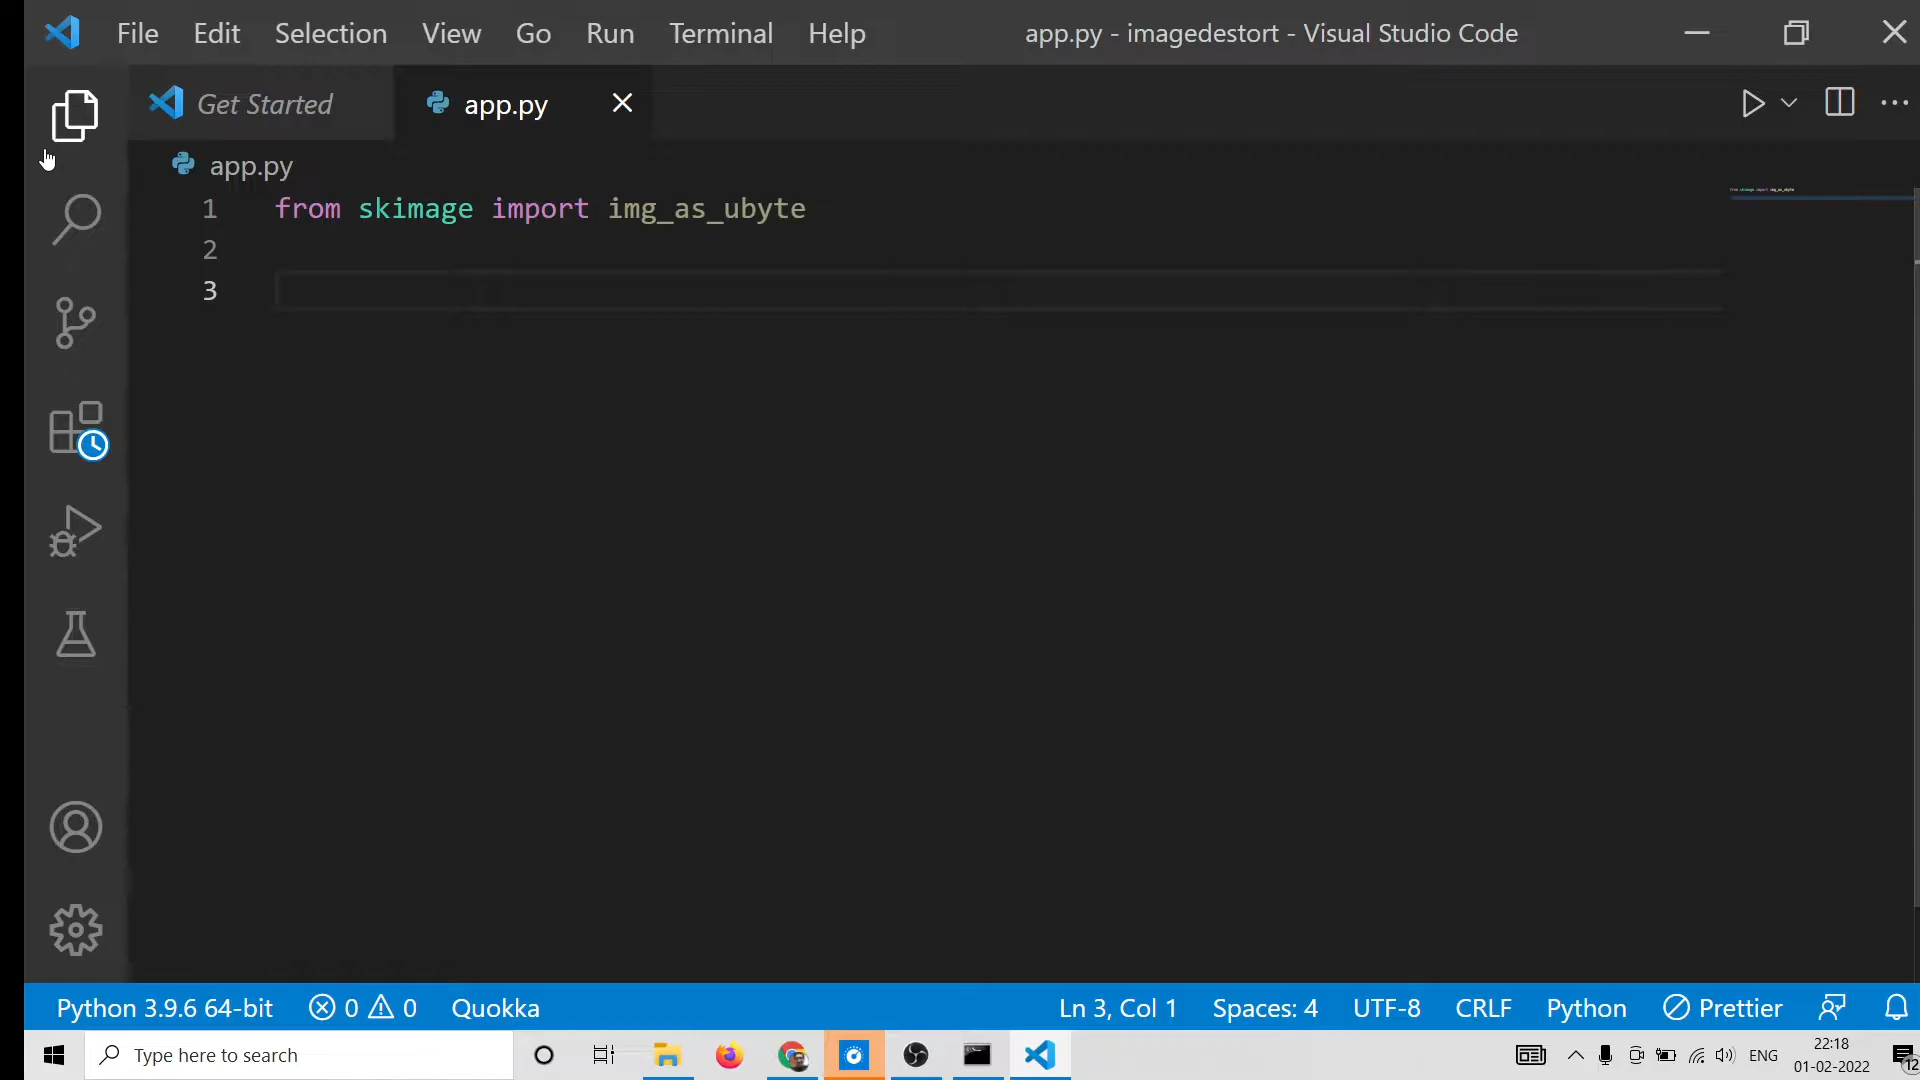 File Edit Selection View Go Run Terminal Help app.py - imagedestort - Visual Studio Code
Get Started app.py
app.py
1 from skimage import img_as_ubyte
2
3
Python 3.9.6 64-bit 0 0 Quokka Ln 3, Col 1 Spaces: 4 UTF-8 CRLF Python Prettier
Type here to search ENG 22:18
01-02-2022 12